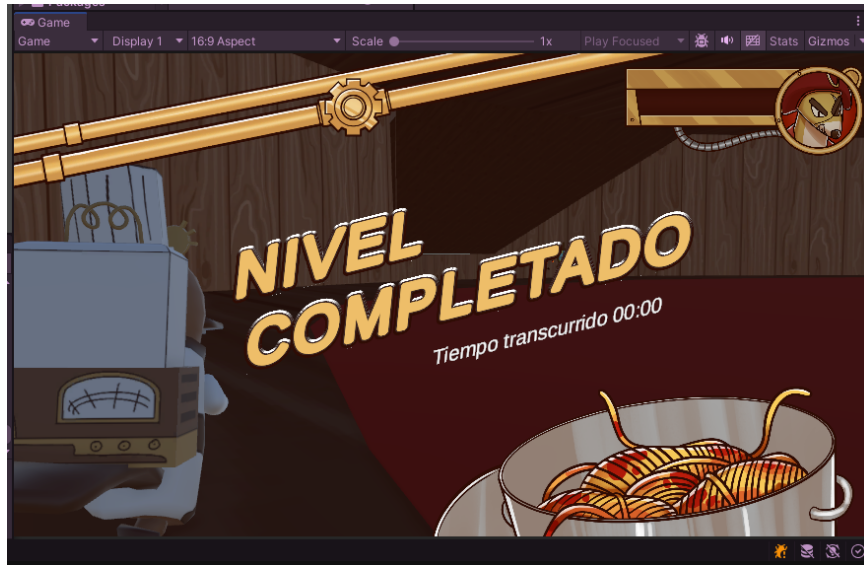 Game
Game Display 1 16:9 Aspect Scale 1x Play Focused Stats Gizmos
NIVEL
COMPLETADO
Tiempo transcurrido 00:00